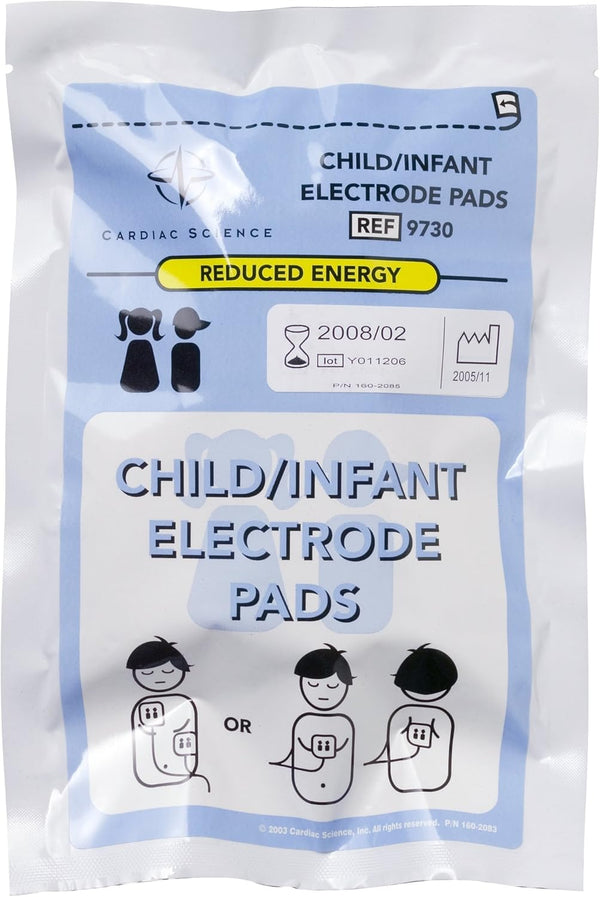 CARDIAC SCIENCE
CHILD/INFANT
ELECTRODE PADS
REF 9730
REDUCED ENERGY
2008/02
lot Y011206
P/N 160-2085
2005/11
CHILD/INFANT
ELECTRODE
PADS
OR
© 2003 Cardiac Science, Inc. All rights reserved. P/N 160-2083